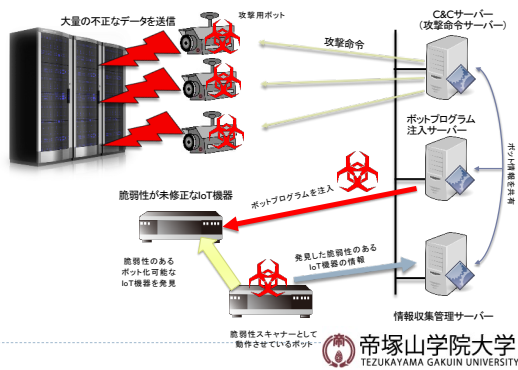 大量の不正なデータを送信
攻撃用ボット
C&Cサーバー
(攻撃命令サーバー)
攻撃命令
ボットプログラム
注入サーバー
ボット情報を共有
脆弱性が未修正なIoT機器
ボットプログラムを注入
脆弱性のある
ボット化可能な
IoT機器を発見
発見した脆弱性のある
IoT機器の情報
情報収集管理サーバー
脆弱性スキャナーとして
動作させているボット
帝塚山学院大学
TEZUKAYAMA GAKUIN UNIVERSITY